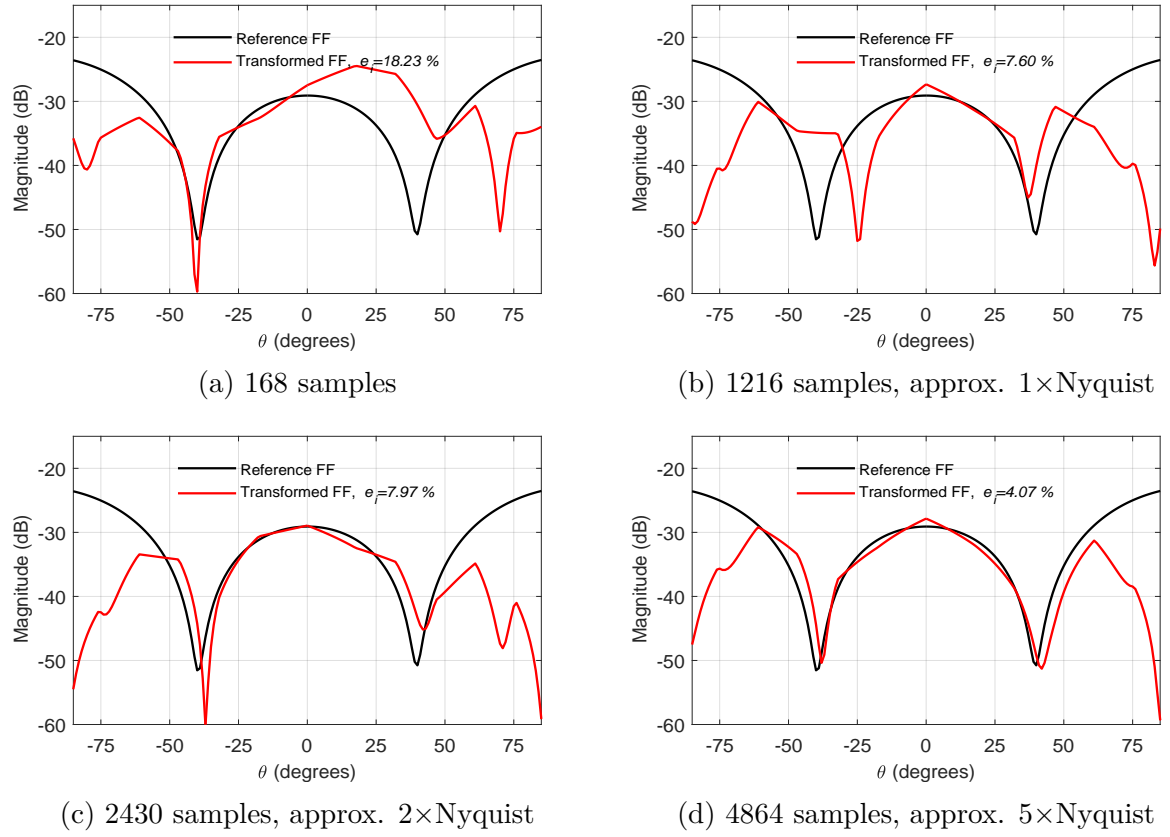 -20
-30
-40
-50
-60
Magnitude (dB)
Reference FF
Transformed FF, e_i=18.23 %
-75 -50 -25 0 25 50 75
θ (degrees)
(a) 168 samples
-20
-30
-40
-50
-60
Magnitude (dB)
Reference FF
Transformed FF, e_i=7.60 %
-75 -50 -25 0 25 50 75
θ (degrees)
(b) 1216 samples, approx. 1×Nyquist
-20
-30
-40
-50
-60
Magnitude (dB)
Reference FF
Transformed FF, e_i=7.97 %
-75 -50 -25 0 25 50 75
θ (degrees)
(c) 2430 samples, approx. 2×Nyquist
-20
-30
-40
-50
-60
Magnitude (dB)
Reference FF
Transformed FF, e_i=4.07 %
-75 -50 -25 0 25 50 75
θ (degrees)
(d) 4864 samples, approx. 5×Nyquist